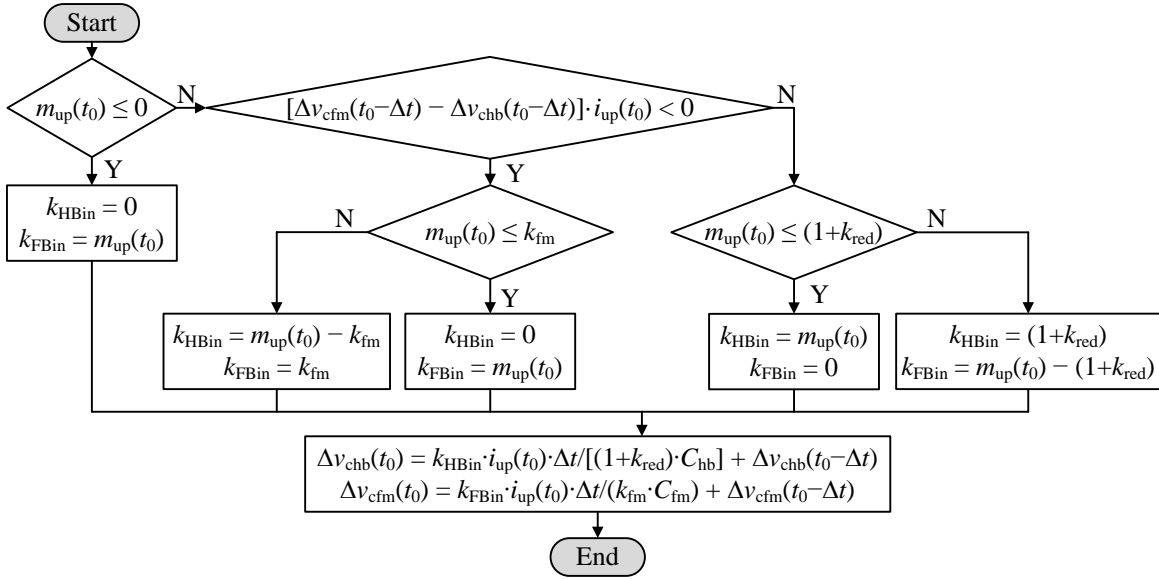 Start
m_up(t_0) ≤ 0
N
[Δv_cfm(t_0−Δt) − Δv_chb(t_0−Δt)]·i_up(t_0) < 0
N
Y
Y
k_HBin = 0
k_FBin = m_up(t_0)
N
m_up(t_0) ≤ k_fm
m_up(t_0) ≤ (1+k_red)
N
Y
Y
k_HBin = m_up(t_0) − k_fm
k_FBin = k_fm
k_HBin = 0
k_FBin = m_up(t_0)
k_HBin = m_up(t_0)
k_FBin = 0
k_HBin = (1+k_red)
k_FBin = m_up(t_0) − (1+k_red)
Δv_chb(t_0) = k_HBin·i_up(t_0)·Δt/[(1+k_red)·C_hb] + Δv_chb(t_0−Δt)
Δv_cfm(t_0) = k_FBin·i_up(t_0)·Δt/(k_fm·C_fm) + Δv_cfm(t_0−Δt)
End